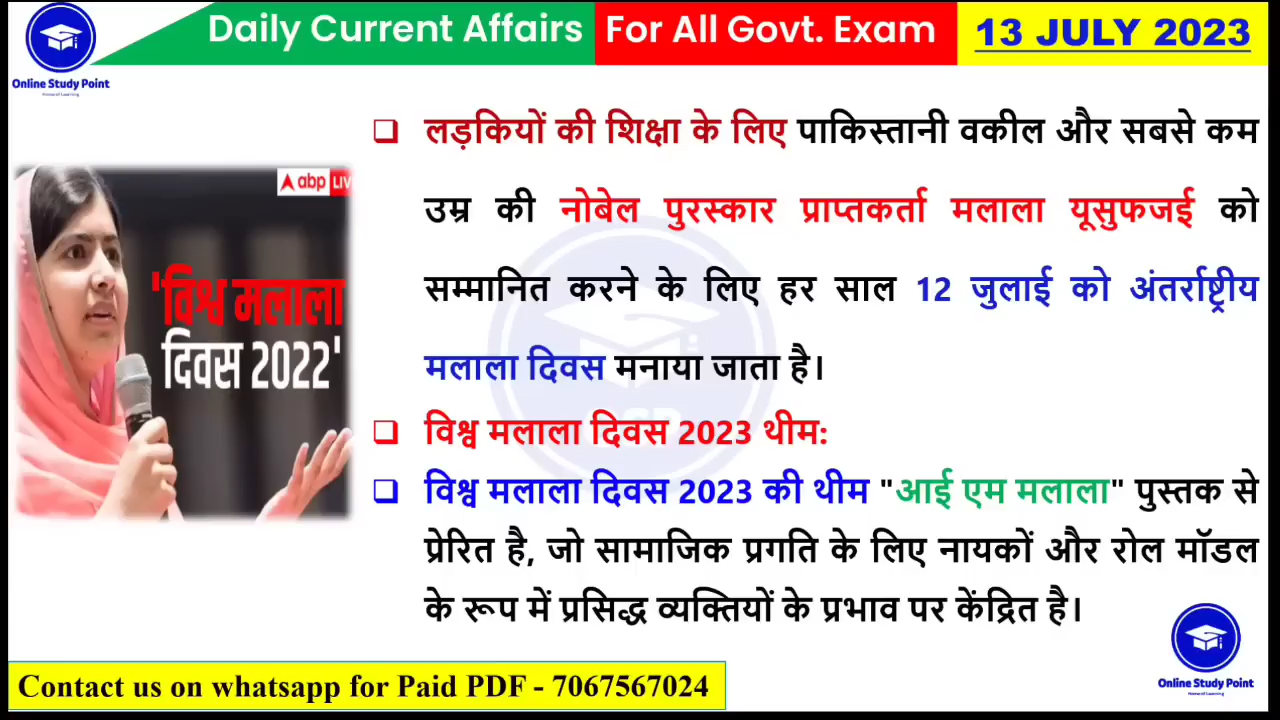 Daily Current Affairs For All Govt. Exam 13 JULY 2023
Online Study Point
❑ लड़कियों की शिक्षा के लिए पाकिस्तानी वकील और सबसे कम
उम्र की नोबेल पुरस्कार प्राप्तकर्ता मलाला यूसुफजई को
सम्मानित करने के लिए हर साल 12 जुलाई को अंतर्राष्ट्रीय
मलाला दिवस मनाया जाता है।
abp LIV
'विश्व मलाला
दिवस 2022'
❑ विश्व मलाला दिवस 2023 थीम:
❑ विश्व मलाला दिवस 2023 की थीम "आई एम मलाला" पुस्तक से
प्रेरित है, जो सामाजिक प्रगति के लिए नायकों और रोल मॉडल
के रूप में प्रसिद्ध व्यक्तियों के प्रभाव पर केंद्रित है।
Online Study Point
Contact us on whatsapp for Paid PDF - 7067567024